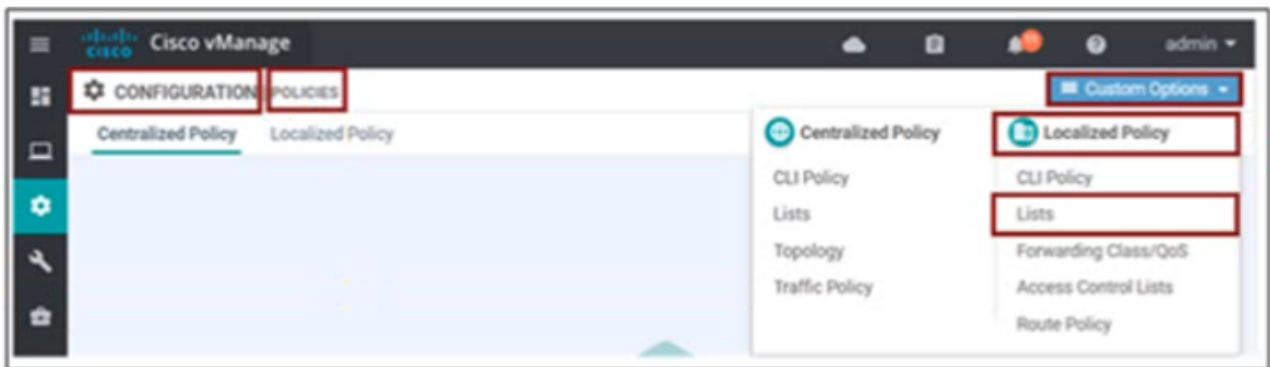 CISCO Cisco vManage admin
CONFIGURATION POLICIES Custom Options
Centralized Policy Localized Policy
Centralized Policy
CLI Policy
Lists
Topology
Traffic Policy
Localized Policy
CLI Policy
Lists
Forwarding Class/QoS
Access Control Lists
Route Policy